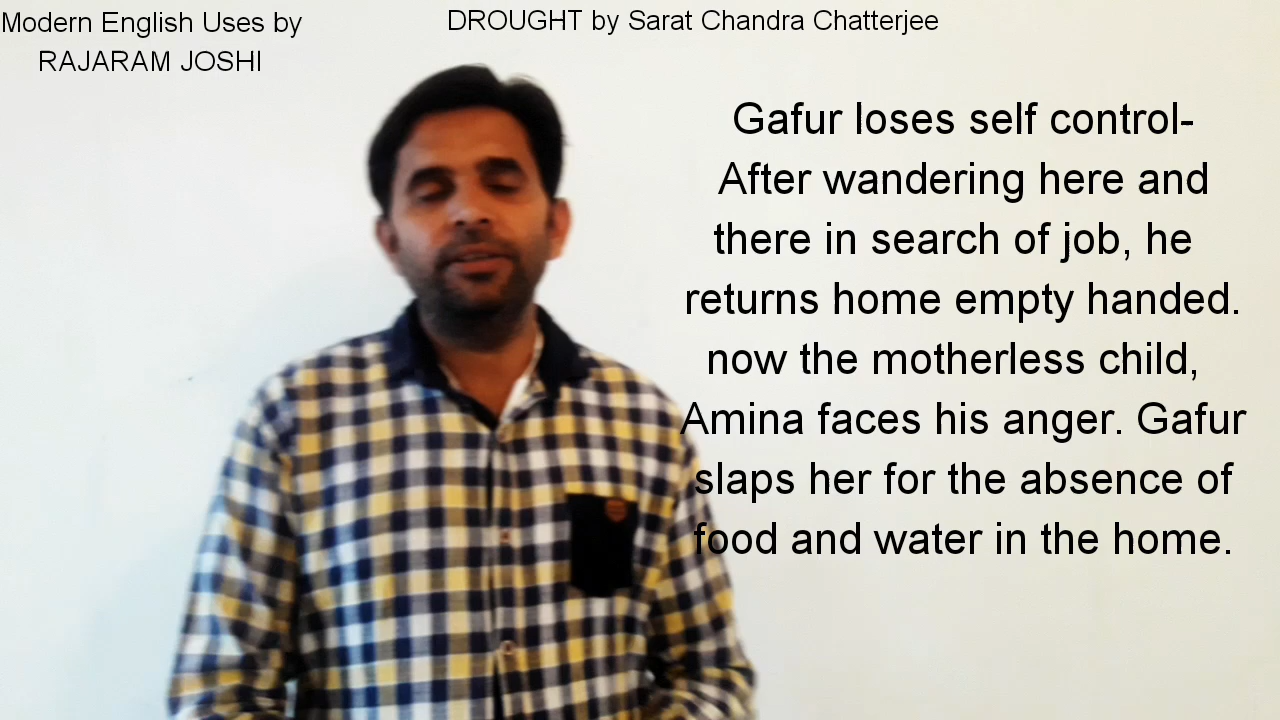 Modern English Uses by
RAJARAM JOSHI
DROUGHT by Sarat Chandra Chatterjee
Gafur loses self control-
After wandering here and
there in search of job, he
returns home empty handed.
now the motherless child,
Amina faces his anger. Gafur
slaps her for the absence of
food and water in the home.